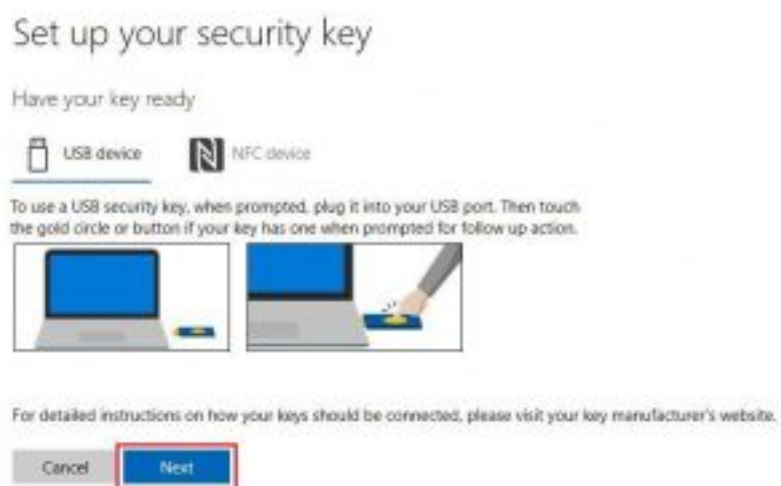 Set up your security key
Have your key ready
USB device
NFC device
To use a USB security key, when prompted, plug it into your USB port. Then touch
the gold circle or button if your key has one when prompted for follow up action.
For detailed instructions on how your keys should be connected, please visit your key manufacturer's website.
Cancel
Next